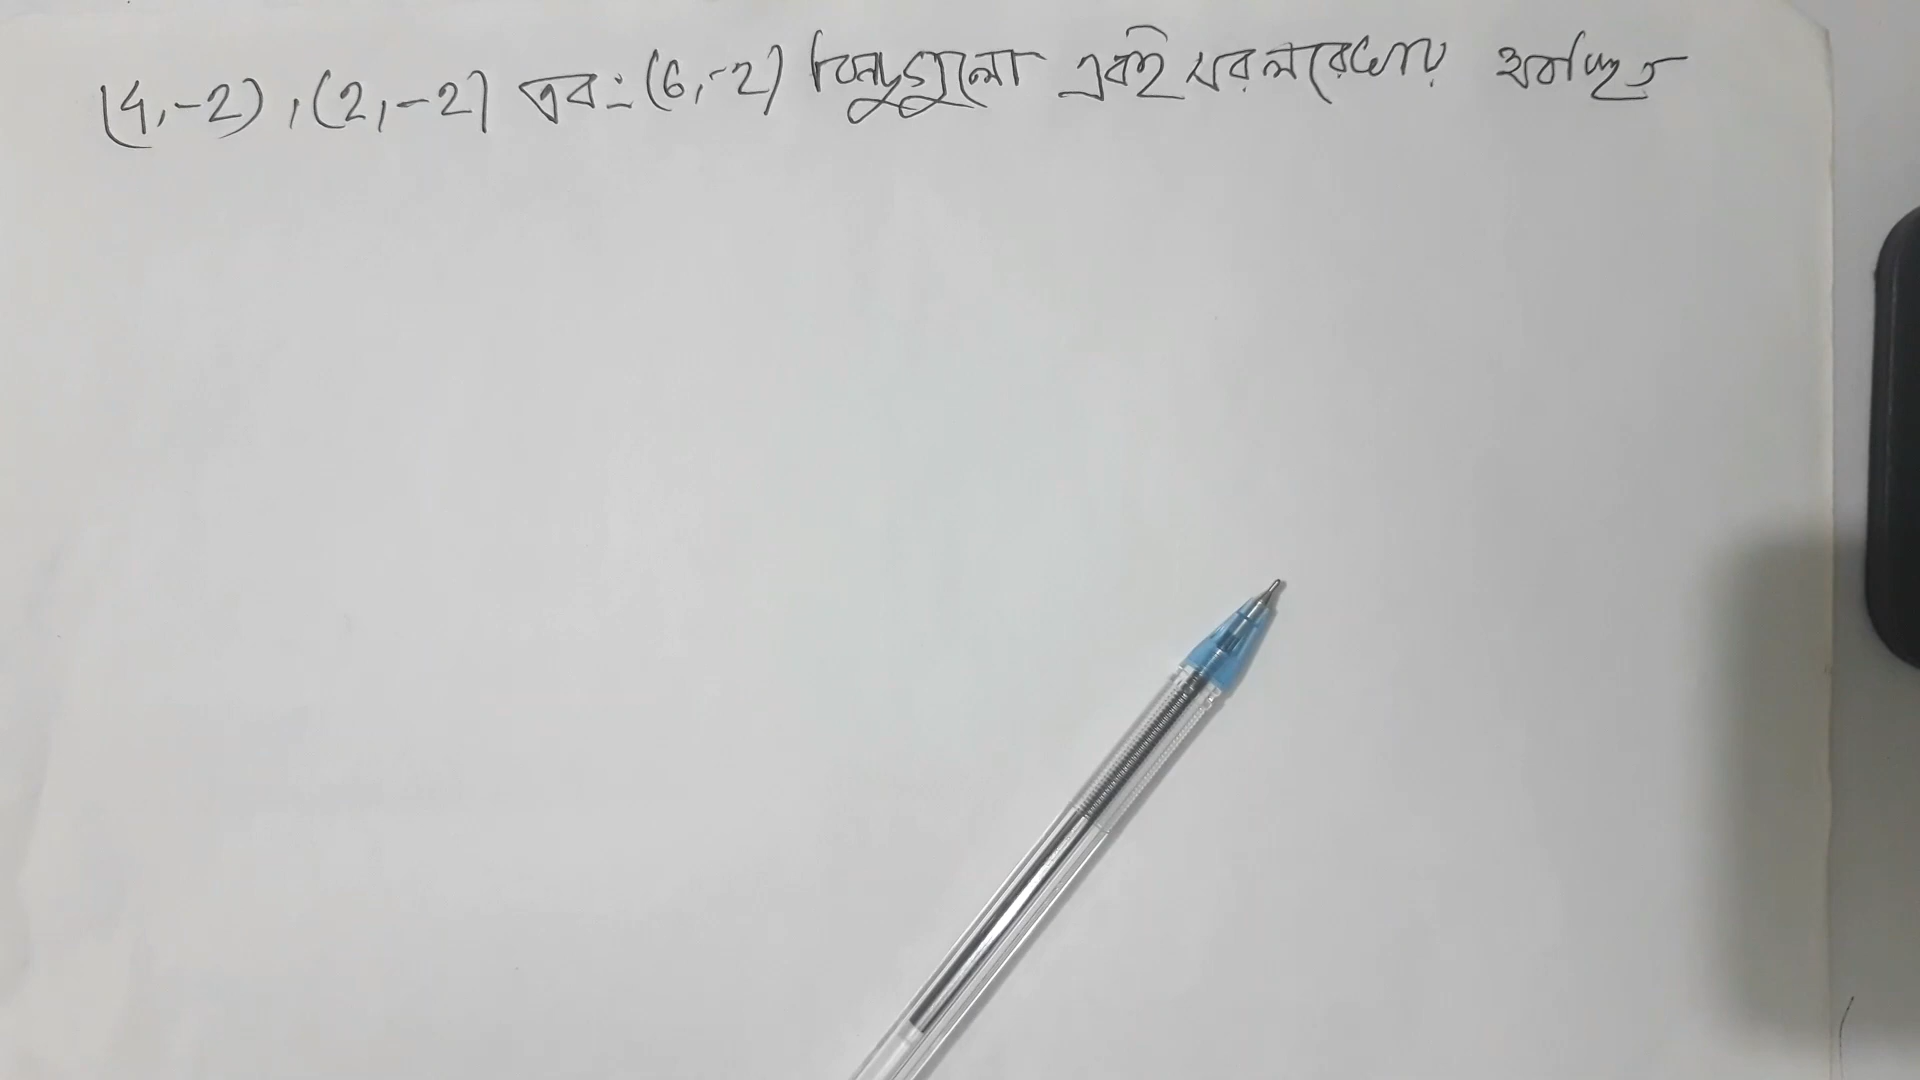 (4,-2), (2,-2) এবং (6,-2) বিন্দুগুলো একই সরলরেখায় অবস্থিত